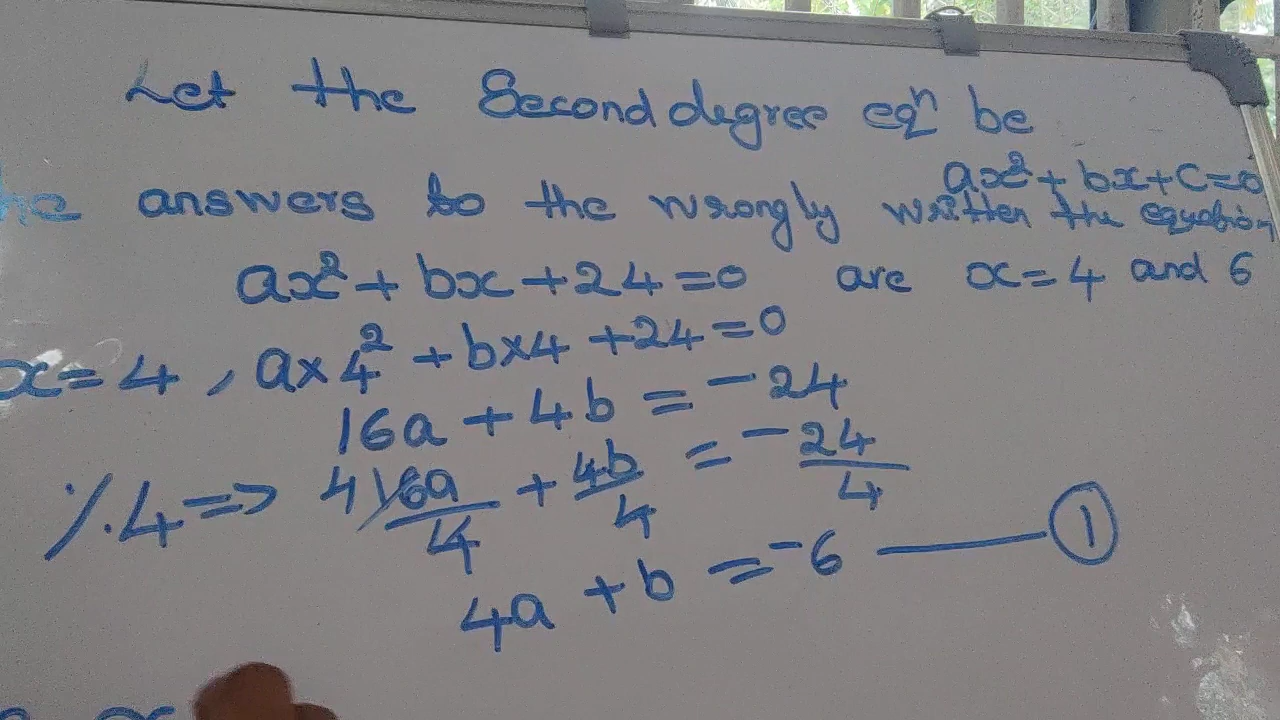 Let the Second degree eqn be
ax² + bx + c = 0
he answers to the wrongly written the equation
ax² + bx + 24 = 0 are x = 4 and 6
x = 4, a×4² + b×4 + 24 = 0
16a + 4b = -24
÷ 4 => 4 16a/4 + 4b/4 = -24/4
4a + b = -6 —— ①